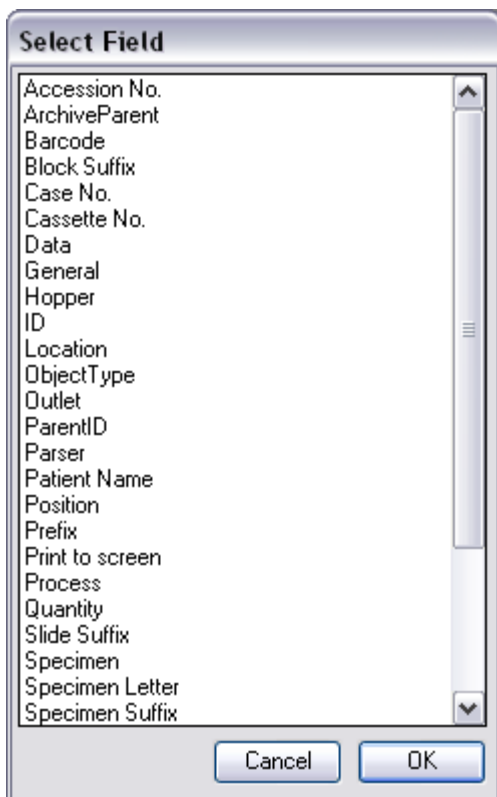 Select Field
Accession No.
ArchiveParent
Barcode
Block Suffix
Case No.
Cassette No.
Data
General
Hopper
ID
Location
ObjectType
Outlet
ParentID
Parser
Patient Name
Position
Prefix
Print to screen
Process
Quantity
Slide Suffix
Specimen
Specimen Letter
Specimen Suffix
Cancel OK